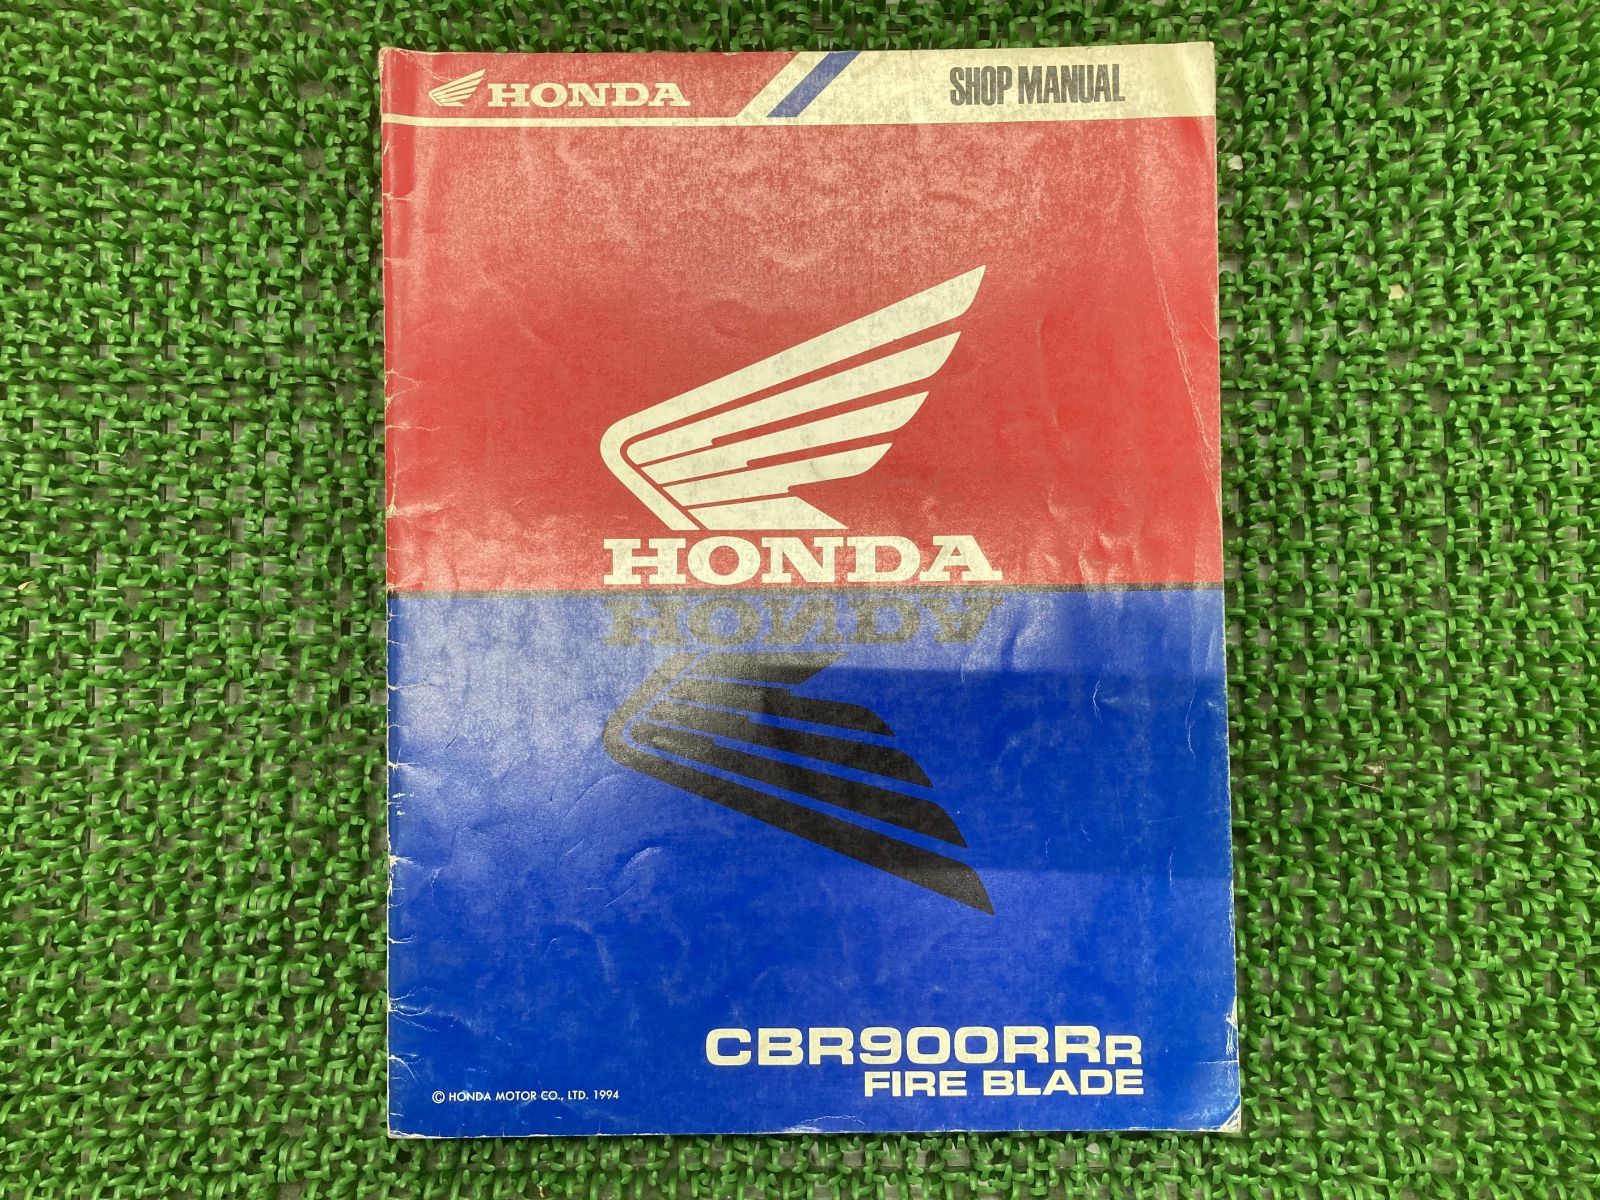 HONDA
SHOP MANUAL
HONDA
HONDA
CBR900RRR
FIRE BLADE
© HONDA MOTOR CO., LTD. 1994